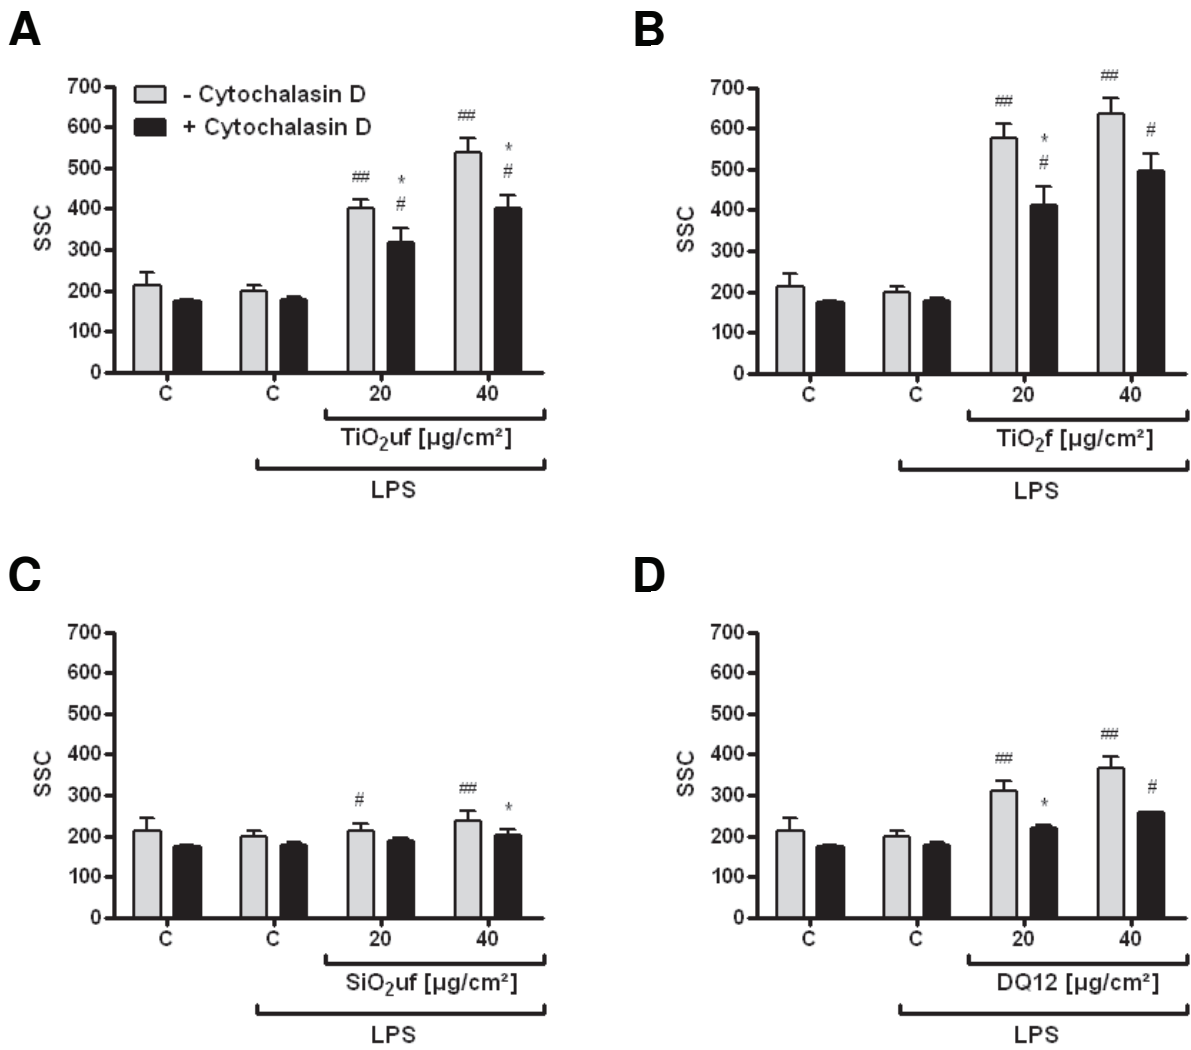 A
SSC
700
600
500
400
300
200
100
0
- Cytochalasin D
+ Cytochalasin D
##
*
#
##
*
#
C C 20 40
TiO₂uf [µg/cm²]
LPS
B
SSC
700
600
500
400
300
200
100
0
##
*
#
##
#
C C 20 40
TiO₂f [µg/cm²]
LPS
C
SSC
700
600
500
400
300
200
100
0
#
##
*
C C 20 40
SiO₂uf [µg/cm²]
LPS
D
SSC
700
600
500
400
300
200
100
0
##
*
##
#
C C 20 40
DQ12 [µg/cm²]
LPS